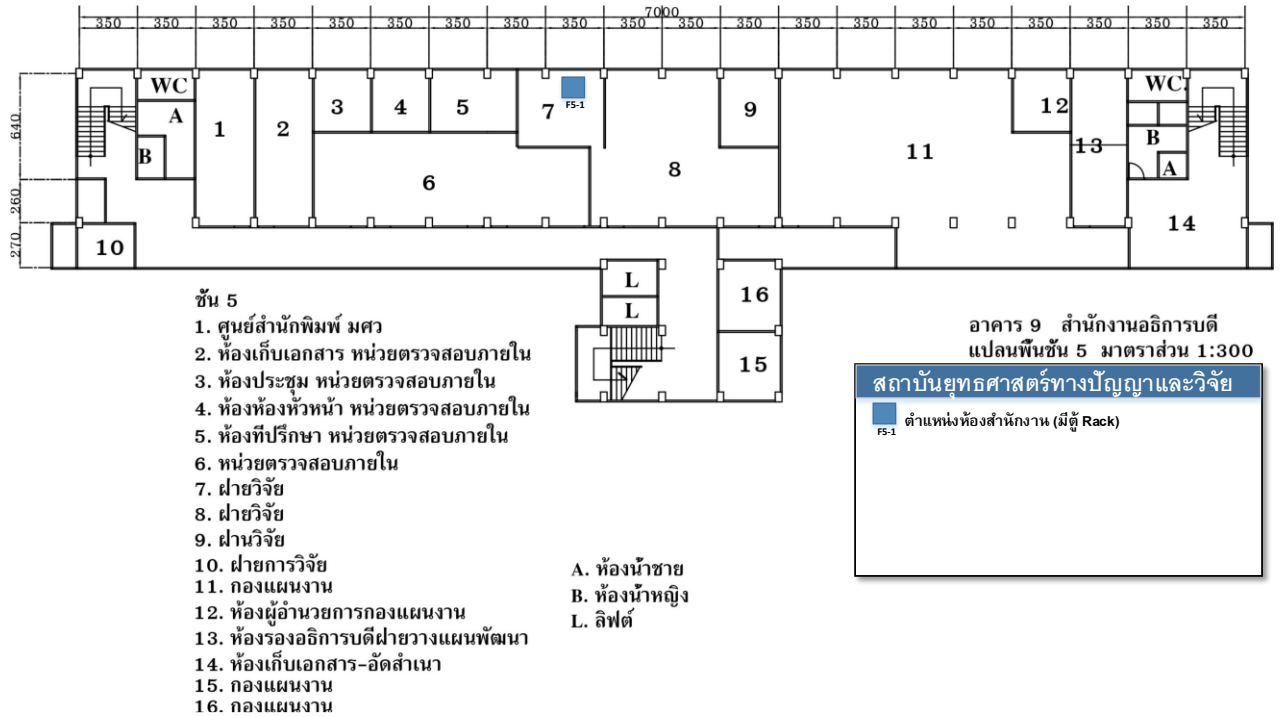 7000
350 350 350 350 350 350 350 350 350 350 350 350 350 350 350 350 350 350 350 350
640
260
270
WC
A
B
1
2
3
4
5
6
7
F5-1
8
9
10
11
12
13
WC.
B
A
14
L
L
16
15
ชั้น 5
1. ศูนย์สำนักพิมพ์ มศว
2. ห้องเก็บเอกสาร หน่วยตรวจสอบภายใน
3. ห้องประชุม หน่วยตรวจสอบภายใน
4. ห้องห้องหัวหน้า หน่วยตรวจสอบภายใน
5. ห้องที่ปรึกษา หน่วยตรวจสอบภายใน
6. หน่วยตรวจสอบภายใน
7. ฝ่ายวิจัย
8. ฝ่ายวิจัย
9. ฝ่านวิจัย
10. ฝ่ายการวิจัย
11. กองแผนงาน
12. ห้องผู้อำนวยการกองแผนงาน
13. ห้องรองอธิการบดีฝ่ายวางแผนพัฒนา
14. ห้องเก็บเอกสาร-อัดสำเนา
15. กองแผนงาน
16. กองแผนงาน
A. ห้องน้ำชาย
B. ห้องน้ำหญิง
L. ลิฟต์
อาคาร 9 สำนักงานอธิการบดี
แปลนพื้นชั้น 5 มาตราส่วน 1:300
สถาบันยุทธศาสตร์ทางปัญญาและวิจัย
F5-1
ตำแหน่งห้องสำนักงาน (มีตู้ Rack)